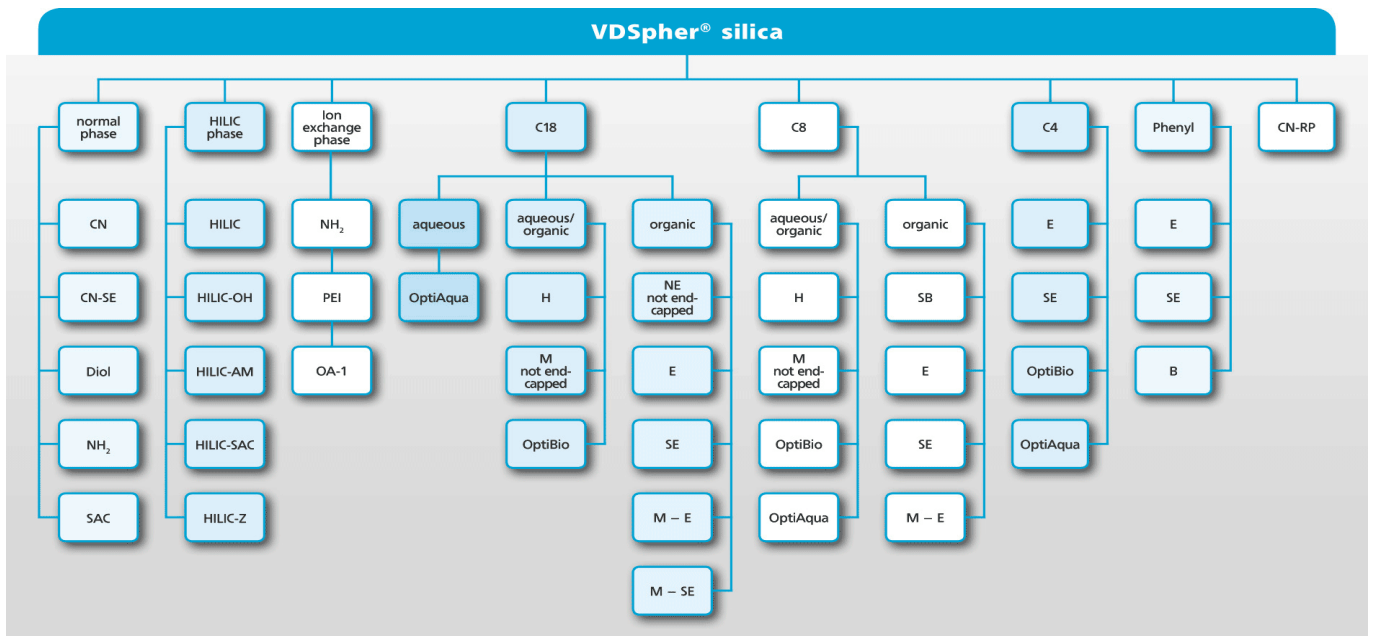 VDSpher® silica
normal
phase
HILIC
phase
Ion
exchange
phase
C18
C8
C4
Phenyl
CN-RP
CN
HILIC
NH₂
aqueous
aqueous/
organic
organic
aqueous/
organic
organic
E
E
CN-SE
HILIC-OH
PEI
OptiAqua
H
NE
not end-
capped
H
SB
SE
SE
Diol
HILIC-AM
OA-1
M
not end-
capped
E
M
not end-
capped
E
OptiBio
B
NH₂
HILIC-SAC
OptiBio
SE
OptiBio
SE
OptiAqua
SAC
HILIC-Z
M – E
OptiAqua
M – E
M – SE